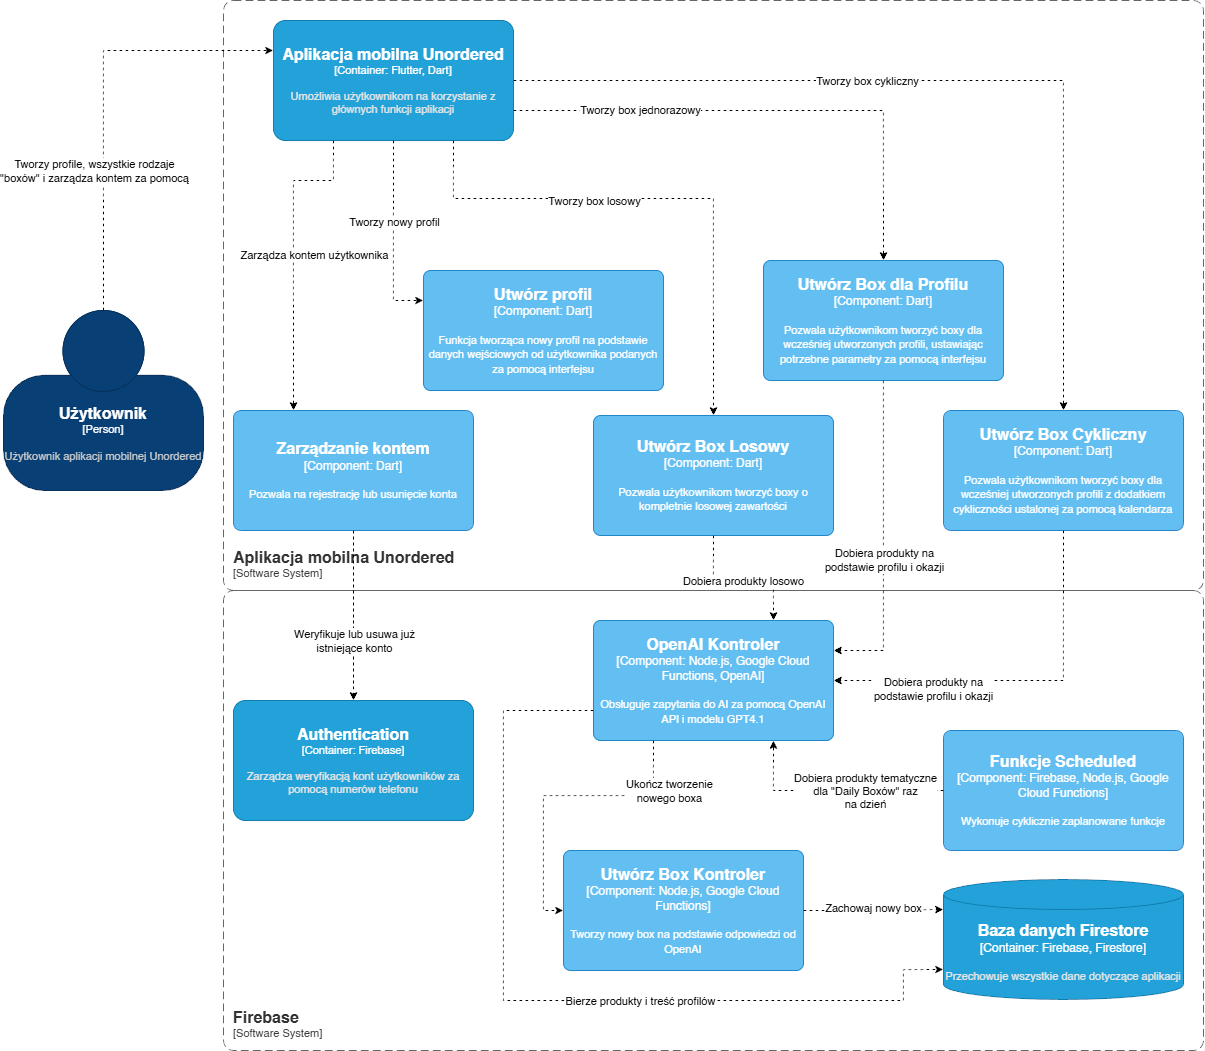 Aplikacja mobilna Unordered
[Container: Flutter, Dart]
Umożliwia użytkownikom na korzystanie z
głównych funkcji aplikacji
Tworzy box cykliczny
Tworzy box jednorazowy
Tworzy profile, wszystkie rodzaje
"boxów" i zarządza kontem za pomocą
Tworzy box losowy
Tworzy nowy profil
Zarządza kontem użytkownika
Utwórz profil
[Component: Dart]
Funkcja tworząca nowy profil na podstawie
danych wejściowych od użytkownika podanych
za pomocą interfejsu
Utwórz Box dla Profilu
[Component: Dart]
Pozwala użytkownikom tworzyć boxy dla
wcześniej utworzonych profili, ustawiając
potrzebne parametry za pomocą interfejsu
Użytkownik
[Person]
Użytkownik aplikacji mobilnej Unordered
Zarządzanie kontem
[Component: Dart]
Pozwala na rejestrację lub usunięcie konta
Utwórz Box Losowy
[Component: Dart]
Pozwala użytkownikom tworzyć boxy o
kompletnie losowej zawartości
Utwórz Box Cykliczny
[Component: Dart]
Pozwala użytkownikom tworzyć boxy dla
wcześniej utworzonych profili z dodatkiem
cykliczności ustalonej za pomocą kalendarza
Aplikacja mobilna Unordered
[Software System]
Dobiera produkty na
podstawie profilu i okazji
Dobiera produkty losowo
Weryfikuje lub usuwa już
istniejące konto
OpenAI Kontroler
[Component: Node.js, Google Cloud
Functions, OpenAI]
Obsługuje zapytania do AI za pomocą OpenAI
API i modelu GPT4.1
Dobiera produkty na
podstawie profilu i okazji
Authentication
[Container: Firebase]
Zarządza weryfikacją kont użytkowników za
pomocą numerów telefonu
Ukończ tworzenie
nowego boxa
Dobiera produkty tematyczne
dla "Daily Boxów" raz
na dzień
Funkcje Scheduled
[Component: Firebase, Node.js, Google
Cloud Functions]
Wykonuje cyklicznie zaplanowane funkcje
Utwórz Box Kontroler
[Component: Node.js, Google Cloud
Functions]
Tworzy nowy box na podstawie odpowiedzi od
OpenAI
Zachowaj nowy box
Baza danych Firestore
[Container: Firebase, Firestore]
Przechowuje wszystkie dane dotyczące aplikacji
Bierze produkty i treść profilów
Firebase
[Software System]